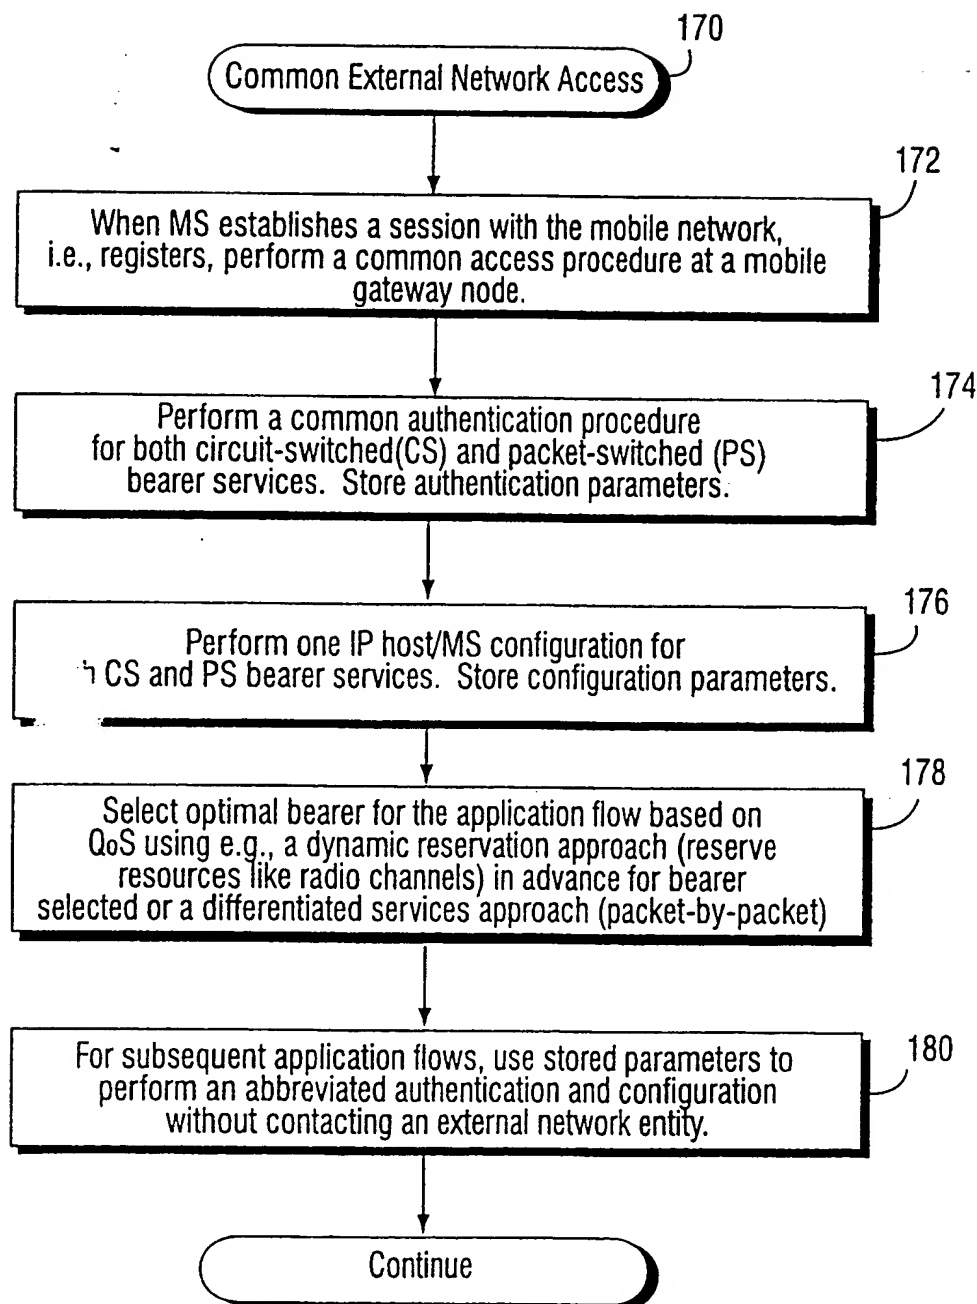 170
Common External Network Access
172
When MS establishes a session with the mobile network,
i.e., registers, perform a common access procedure at a mobile
gateway node.
174
Perform a common authentication procedure
for both circuit-switched(CS) and packet-switched (PS)
bearer services. Store authentication parameters.
176
Perform one IP host/MS configuration for
CS and PS bearer services. Store configuration parameters.
178
Select optimal bearer for the application flow based on
QoS using e.g., a dynamic reservation approach (reserve
resources like radio channels) in advance for bearer
selected or a differentiated services approach (packet-by-packet)
180
For subsequent application flows, use stored parameters to
perform an abbreviated authentication and configuration
without contacting an external network entity.
Continue